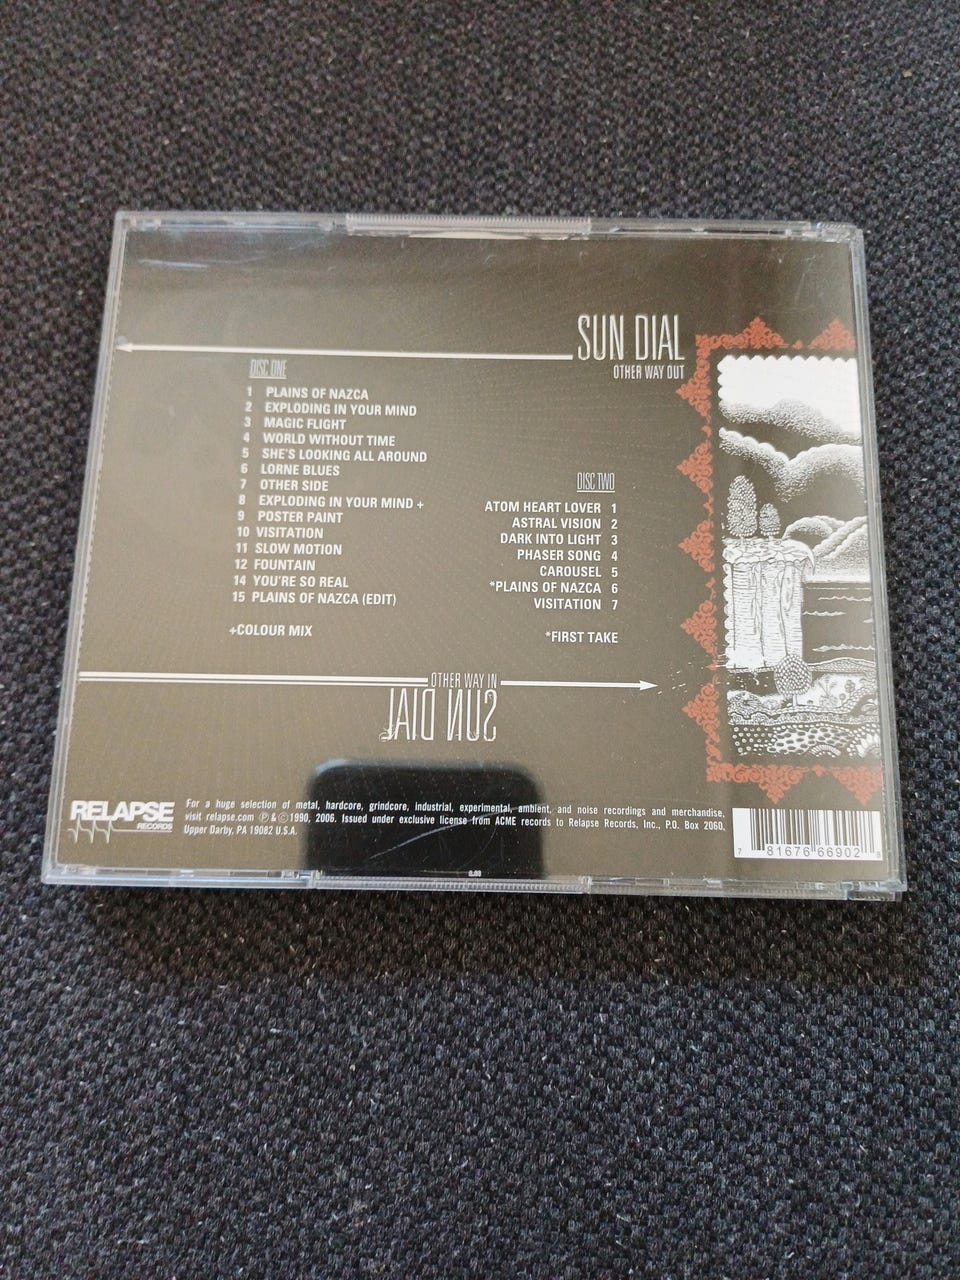 SUN DIAL
OTHER WAY OUT
DISC ONE
1 PLAINS OF NAZCA
2 EXPLODING IN YOUR MIND
3 MAGIC FLIGHT
4 WORLD WITHOUT TIME
5 SHE'S LOOKING ALL AROUND
6 LORNE BLUES
7 OTHER SIDE
8 EXPLODING IN YOUR MIND +
9 POSTER PAINT
10 VISITATION
11 SLOW MOTION
12 FOUNTAIN
14 YOU'RE SO REAL
15 PLAINS OF NAZCA (EDIT)
+COLOUR MIX
DISC TWO
ATOM HEART LOVER 1
ASTRAL VISION 2
DARK INTO LIGHT 3
PHASER SONG 4
CAROUSEL 5
*PLAINS OF NAZCA 6
VISITATION 7
*FIRST TAKE
OTHER WAY IN
SUN DIAL
RELAPSE
RECORDS
For a huge selection of metal, hardcore, grindcore, industrial, experimental, ambient, and noise recordings and merchandise,
visit relapse.com ℗ & © 1990, 2006. Issued under exclusive license from ACME records to Relapse Records, Inc., P.O. Box 2060,
Upper Darby, PA 19082 U.S.A.
7 81676 66902